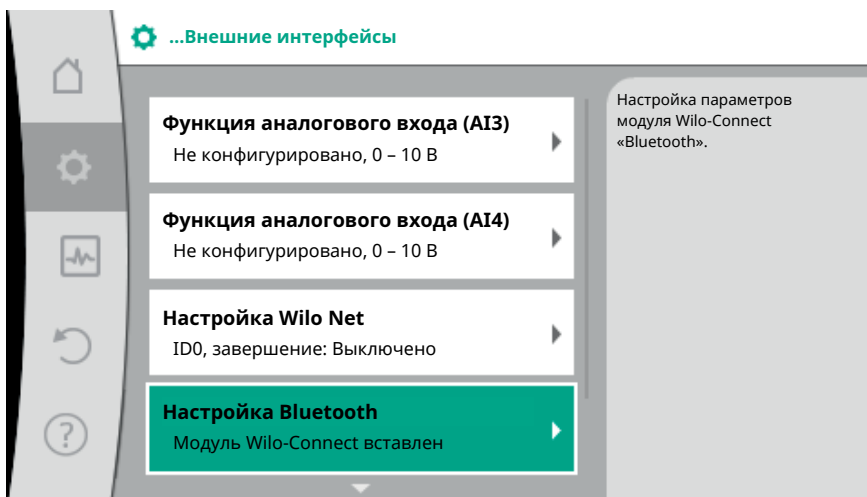 ...Внешние интерфейсы
Функция аналогового входа (AI3)
Не конфигурировано, 0 – 10 В
Функция аналогового входа (AI4)
Не конфигурировано, 0 – 10 В
Настройка Wilo Net
ID0, завершение: Выключено
Настройка Bluetooth
Модуль Wilo-Connect вставлен
Настройка параметров
модуля Wilo-Connect
«Bluetooth».
?